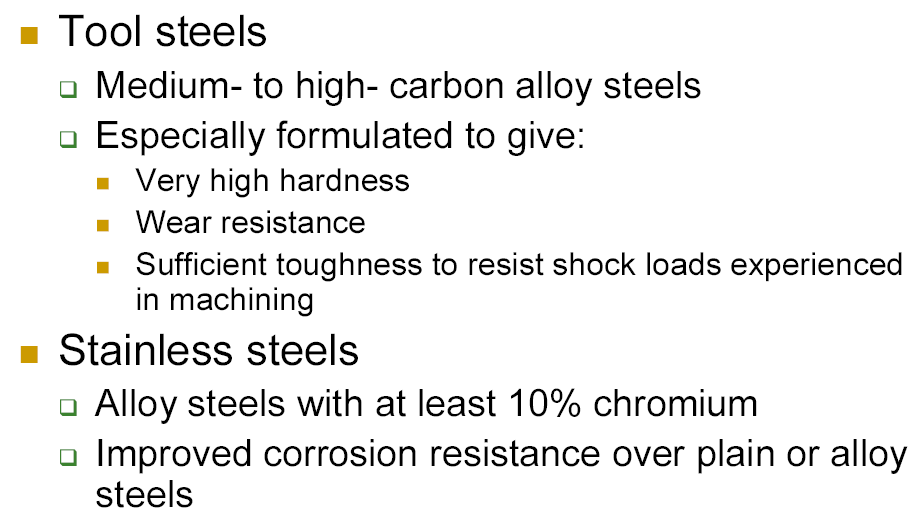 Tool steels
Medium- to high- carbon alloy steels
Especially formulated to give:
Very high hardness
Wear resistance
Sufficient toughness to resist shock loads experienced
in machining
Stainless steels
Alloy steels with at least 10% chromium
Improved corrosion resistance over plain or alloy
steels